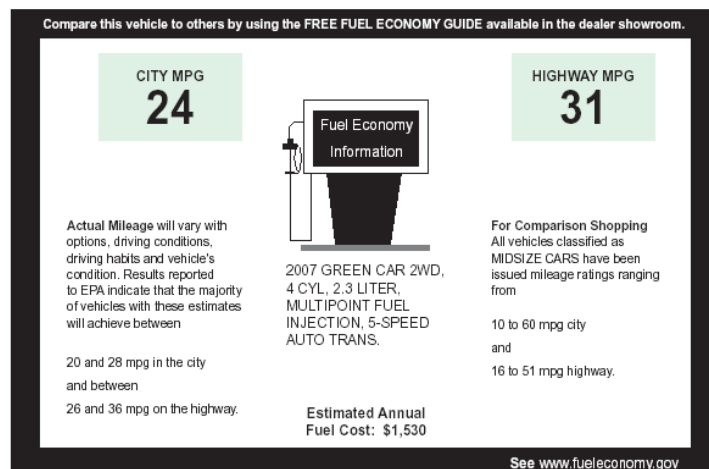 Compare this vehicle to others by using the FREE FUEL ECONOMY GUIDE available in the dealer showroom.
CITY MPG
24
HIGHWAY MPG
31
Fuel Economy
Information
Actual Mileage will vary with
options, driving conditions,
driving habits and vehicle's
condition. Results reported
to EPA indicate that the majority
of vehicles with these estimates
will achieve between
20 and 28 mpg in the city
and between
26 and 36 mpg on the highway.
2007 GREEN CAR 2WD,
4 CYL, 2.3 LITER,
MULTIPOINT FUEL
INJECTION, 5-SPEED
AUTO TRANS.
Estimated Annual
Fuel Cost: $1,530
For Comparison Shopping
All vehicles classified as
MIDSIZE CARS have been
issued mileage ratings ranging
from
10 to 60 mpg city
and
16 to 51 mpg highway.
See www.fueleconomy.gov